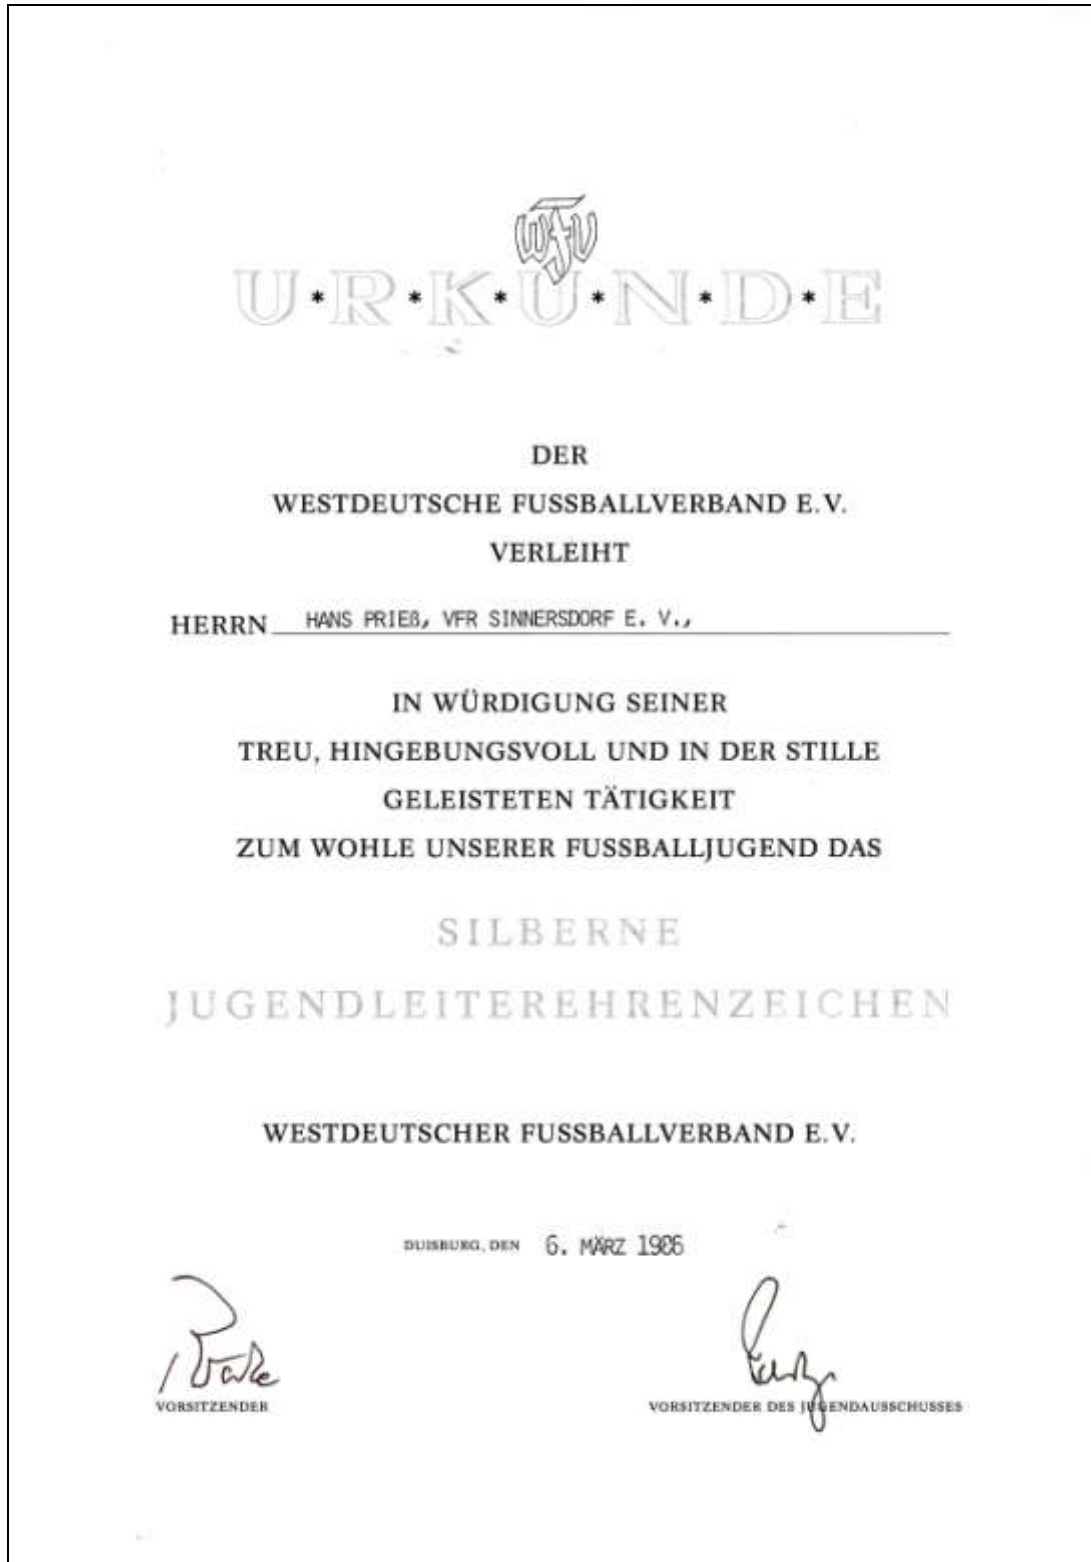 WFV
U*R*K*U*N*D*E
DER
WESTDEUTSCHE FUSSBALLVERBAND E.V.
VERLEIHT
HERRN HANS PRIEß, VFR SINNERSDORF E. V.,
IN WÜRDIGUNG SEINER
TREU, HINGEBUNGSVOLL UND IN DER STILLE
GELEISTETEN TÄTIGKEIT
ZUM WOHLE UNSERER FUSSBALLJUGEND DAS
SILBERNE
JUGENDLEITEREHRENZEICHEN
WESTDEUTSCHER FUSSBALLVERBAND E.V.
DUISBURG, DEN 6. MÄRZ
VORSITZENDER
VORSITZENDER DES JUGENDAUSSCHUSSES